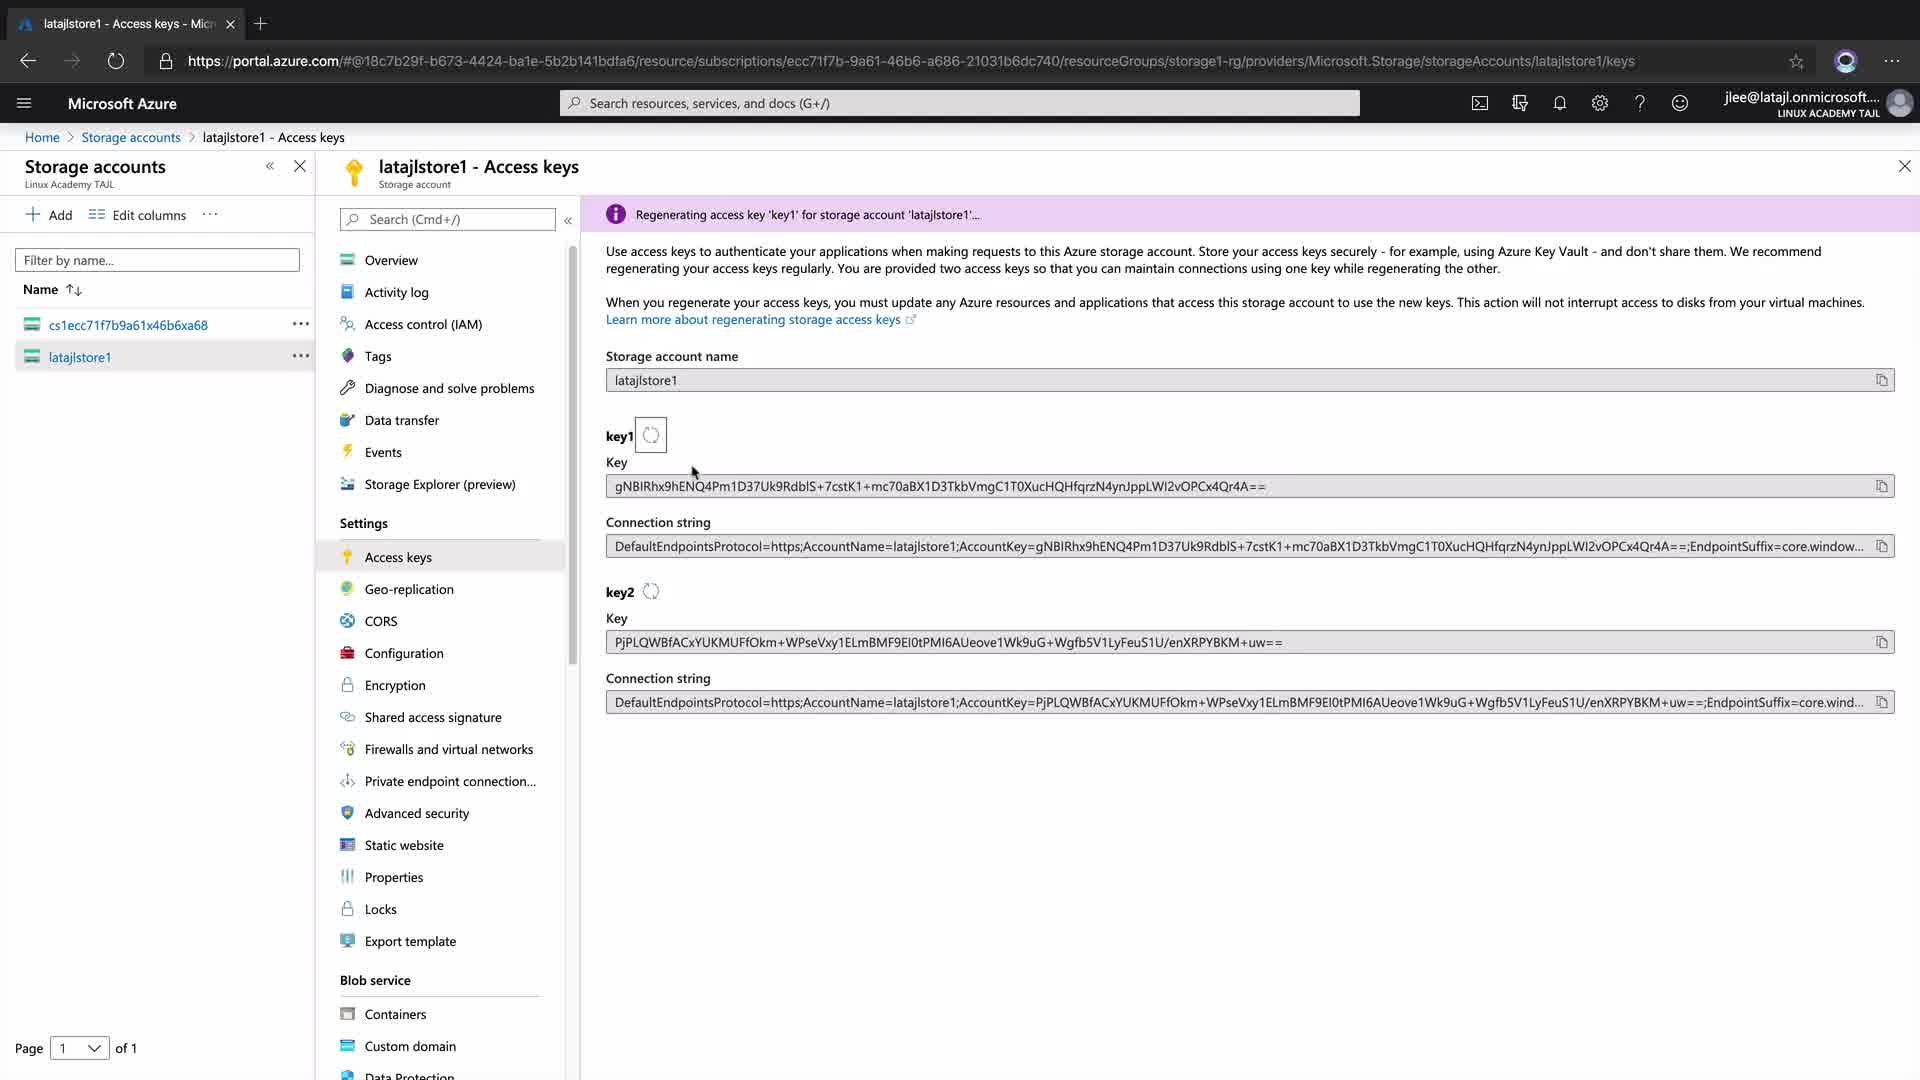 latajlstore1 - Access keys - Micr
https://portal.azure.com/#@18c7b29f-b673-4424-ba1e-5b2b141bdfa6/resource/subscriptions/ecc71f7b-9a61-46b6-a686-21031b6dc740/resourceGroups/storage1-rg/providers/Microsoft.Storage/storageAccounts/latajlstore1/keys
Microsoft Azure
Search resources, services, and docs (G+/)
jlee@latajl.onmicrosoft....
LINUX ACADEMY TAJL
Home > Storage accounts > latajlstore1 - Access keys
Storage accounts
Linux Academy TAJL
Add
Edit columns
Filter by name...
Name
cs1ecc71f7b9a61x46b6xa68
latajlstore1
Page 1 of 1
latajlstore1 - Access keys
Storage account
Search (Cmd+/)
Overview
Activity log
Access control (IAM)
Tags
Diagnose and solve problems
Data transfer
Events
Storage Explorer (preview)
Settings
Access keys
Geo-replication
CORS
Configuration
Encryption
Shared access signature
Firewalls and virtual networks
Private endpoint connection...
Advanced security
Static website
Properties
Locks
Export template
Blob service
Containers
Custom domain
Data Protection
Regenerating access key 'key1' for storage account 'latajlstore1'...
Use access keys to authenticate your applications when making requests to this Azure storage account. Store your access keys securely - for example, using Azure Key Vault - and don't share them. We recommend
regenerating your access keys regularly. You are provided two access keys so that you can maintain connections using one key while regenerating the other.
When you regenerate your access keys, you must update any Azure resources and applications that access this storage account to use the new keys. This action will not interrupt access to disks from your virtual machines.
Learn more about regenerating storage access keys
Storage account name
latajlstore1
key1
Key
gNBIRhx9hENQ4Pm1D37Uk9RdblS+7cstK1+mc70aBX1D3TkbVmgC1T0XucHQHfqrzN4ynJppLWI2vOPCx4Qr4A==
Connection string
DefaultEndpointsProtocol=https;AccountName=latajlstore1;AccountKey=gNBIRhx9hENQ4Pm1D37Uk9RdblS+7cstK1+mc70aBX1D3TkbVmgC1T0XucHQHfqrzN4ynJppLWI2vOPCx4Qr4A==;EndpointSuffix=core.window...
key2
Key
PjPLQWBfACxYUKMUFfOkm+WPseVxy1ELmBMF9EI0tPMI6AUeove1Wk9uG+Wgfb5V1LyFeuS1U/enXRPYBKM+uw==
Connection string
DefaultEndpointsProtocol=https;AccountName=latajlstore1;AccountKey=PjPLQWBfACxYUKMUFfOkm+WPseVxy1ELmBMF9EI0tPMI6AUeove1Wk9uG+Wgfb5V1LyFeuS1U/enXRPYBKM+uw==;EndpointSuffix=core.wind...